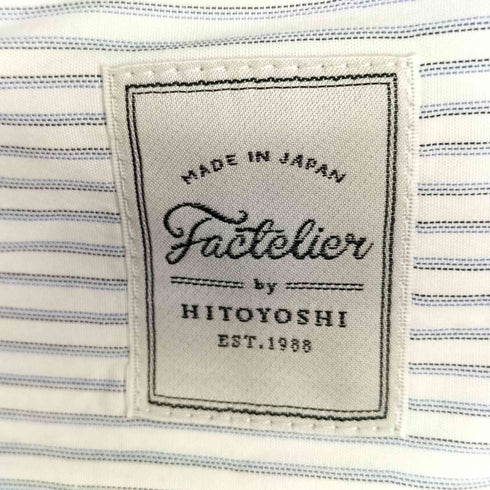 MADE IN JAPAN
Factelier
by
HITOYOSHI
EST.1988